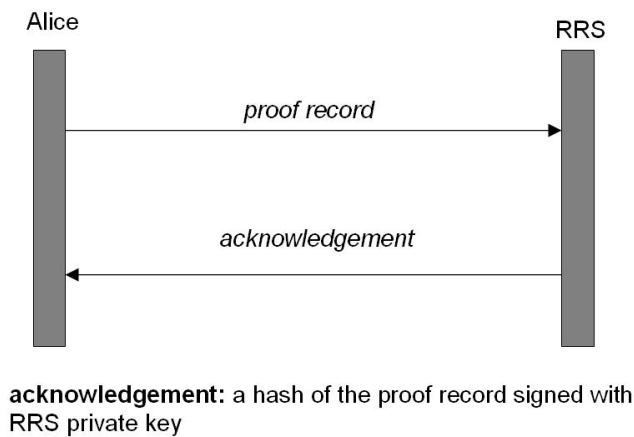 Alice
RRS
proof record
acknowledgement
acknowledgement: a hash of the proof record signed with
RRS private key